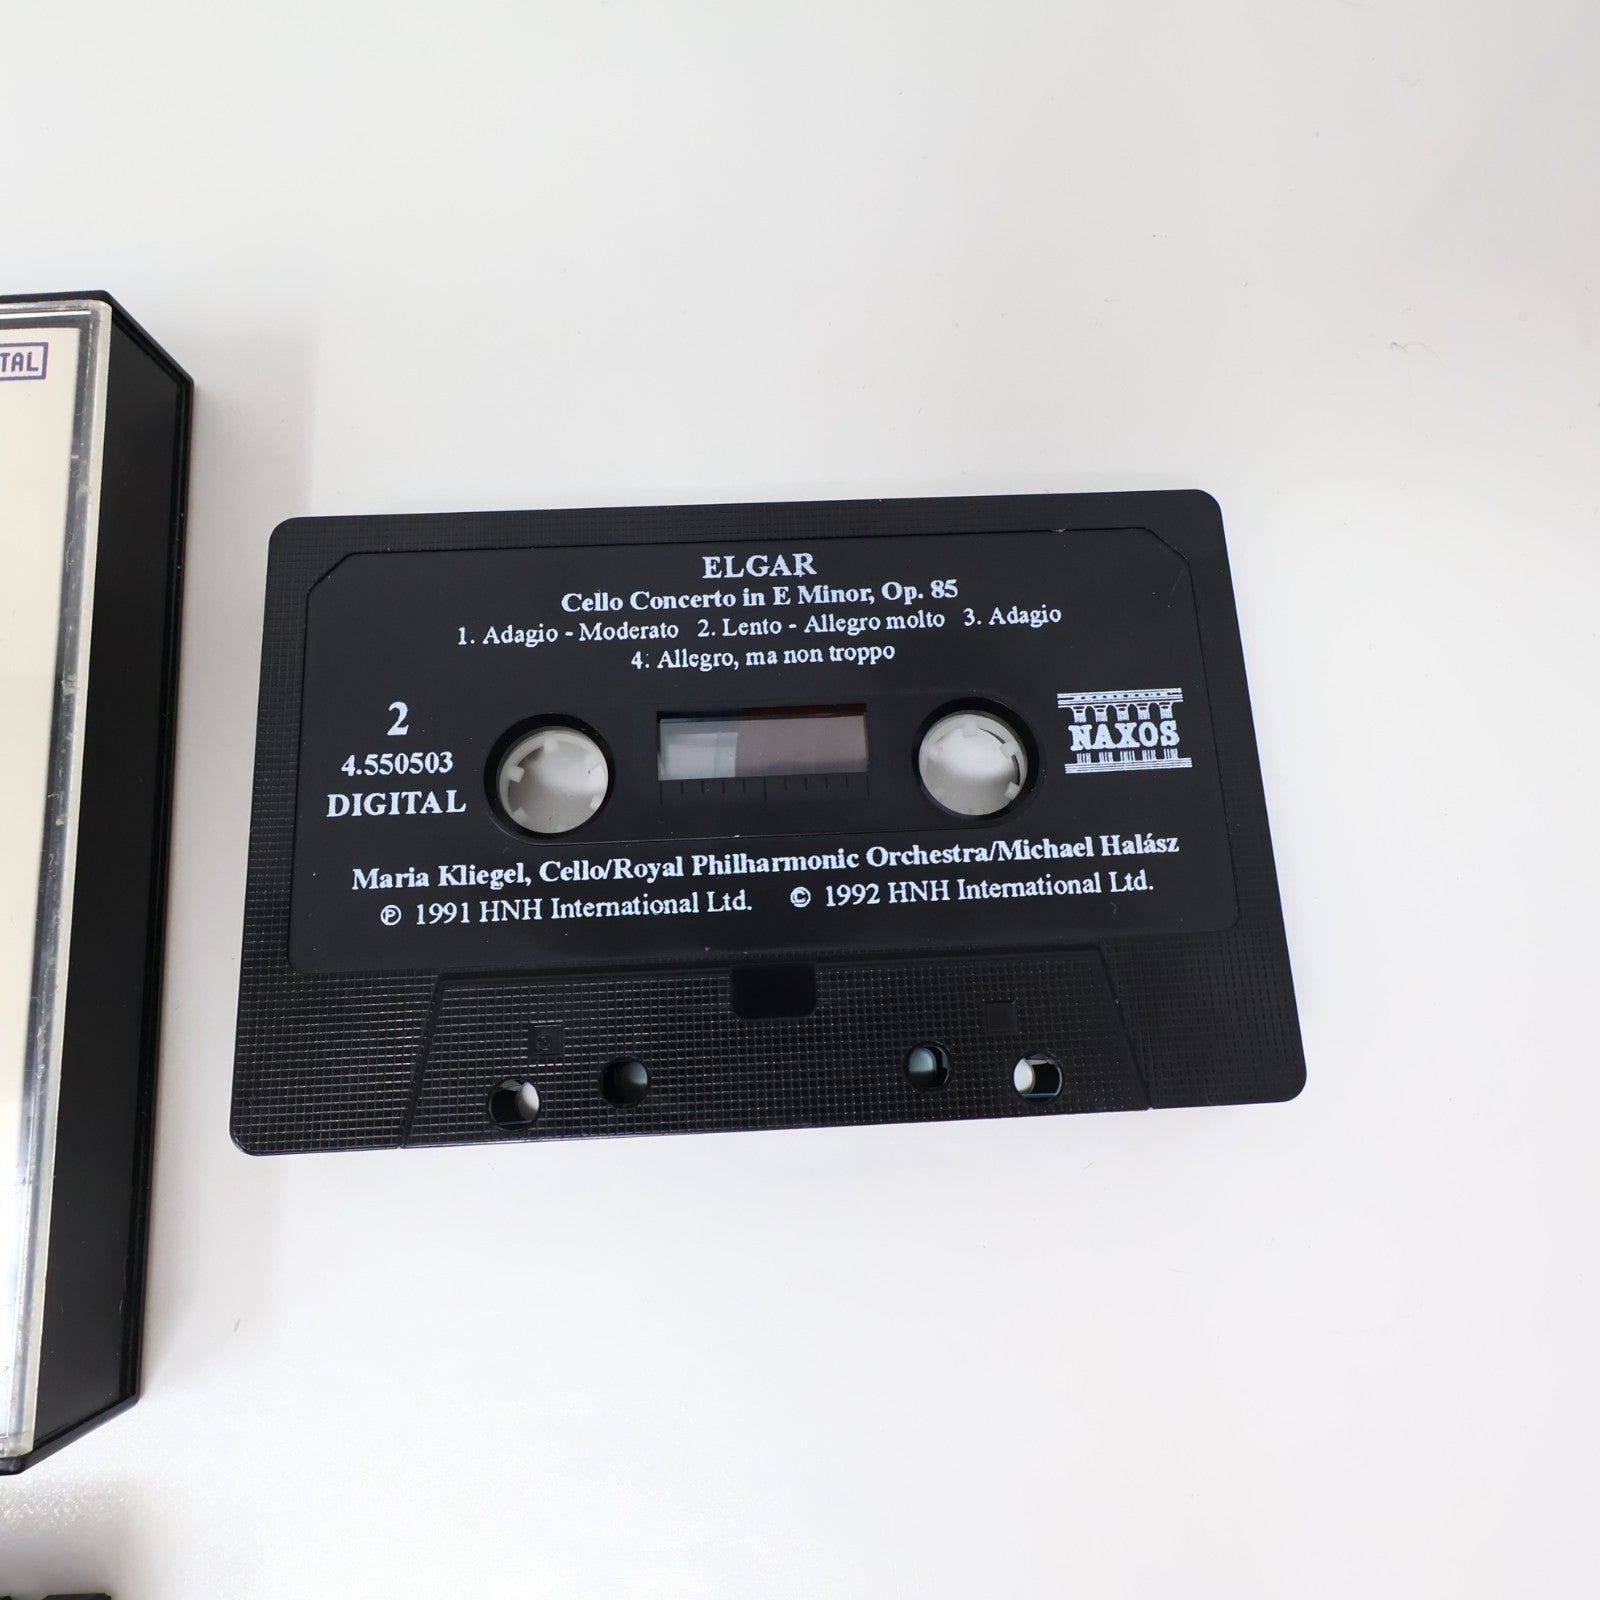 TAL
ELGAR
Cello Concerto in E Minor, Op. 85
1. Adagio - Moderato 2. Lento - Allegro molto 3. Adagio
4. Allegro, ma non troppo
2
4.550503
DIGITAL
NAXOS
Maria Kliegel, Cello/Royal Philharmonic Orchestra/Michael Halász
℗ 1991 HNH International Ltd. © 1992 HNH International Ltd.